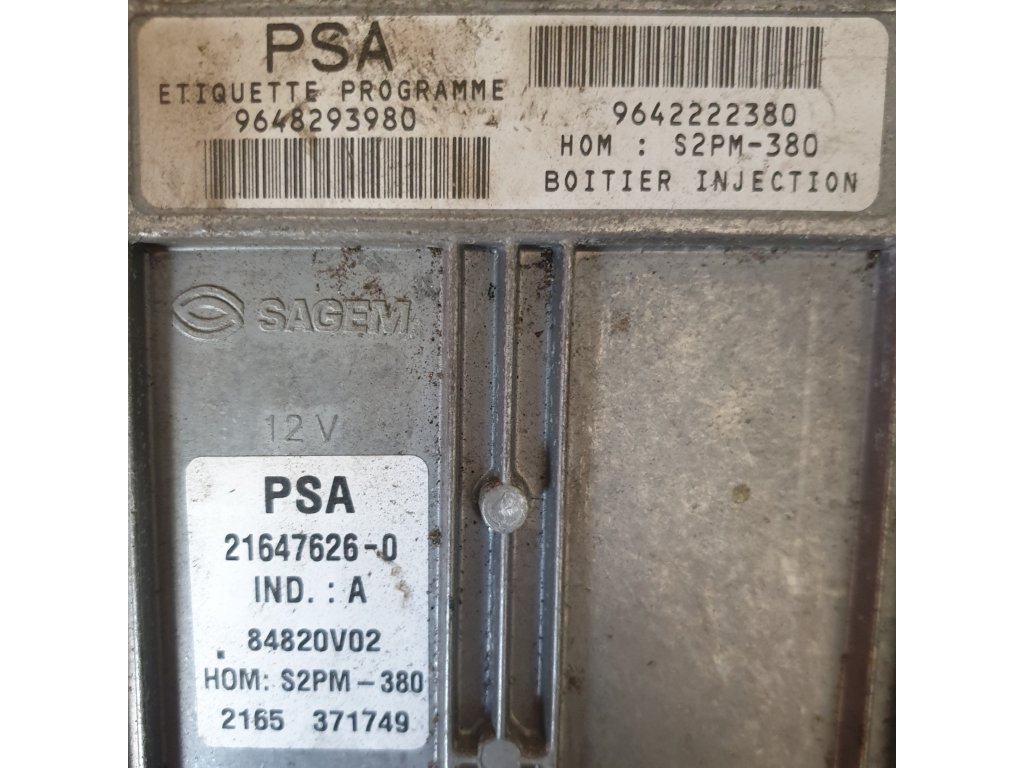 PSA
ETIQUETTE PROGRAMME
9648293980
9642222380
HOM : S2PM-380
BOITIER INJECTION
SAGEM
12 V
PSA
21647626-0
IND. : A
84820V02
HOM: S2PM-380
2165 371749